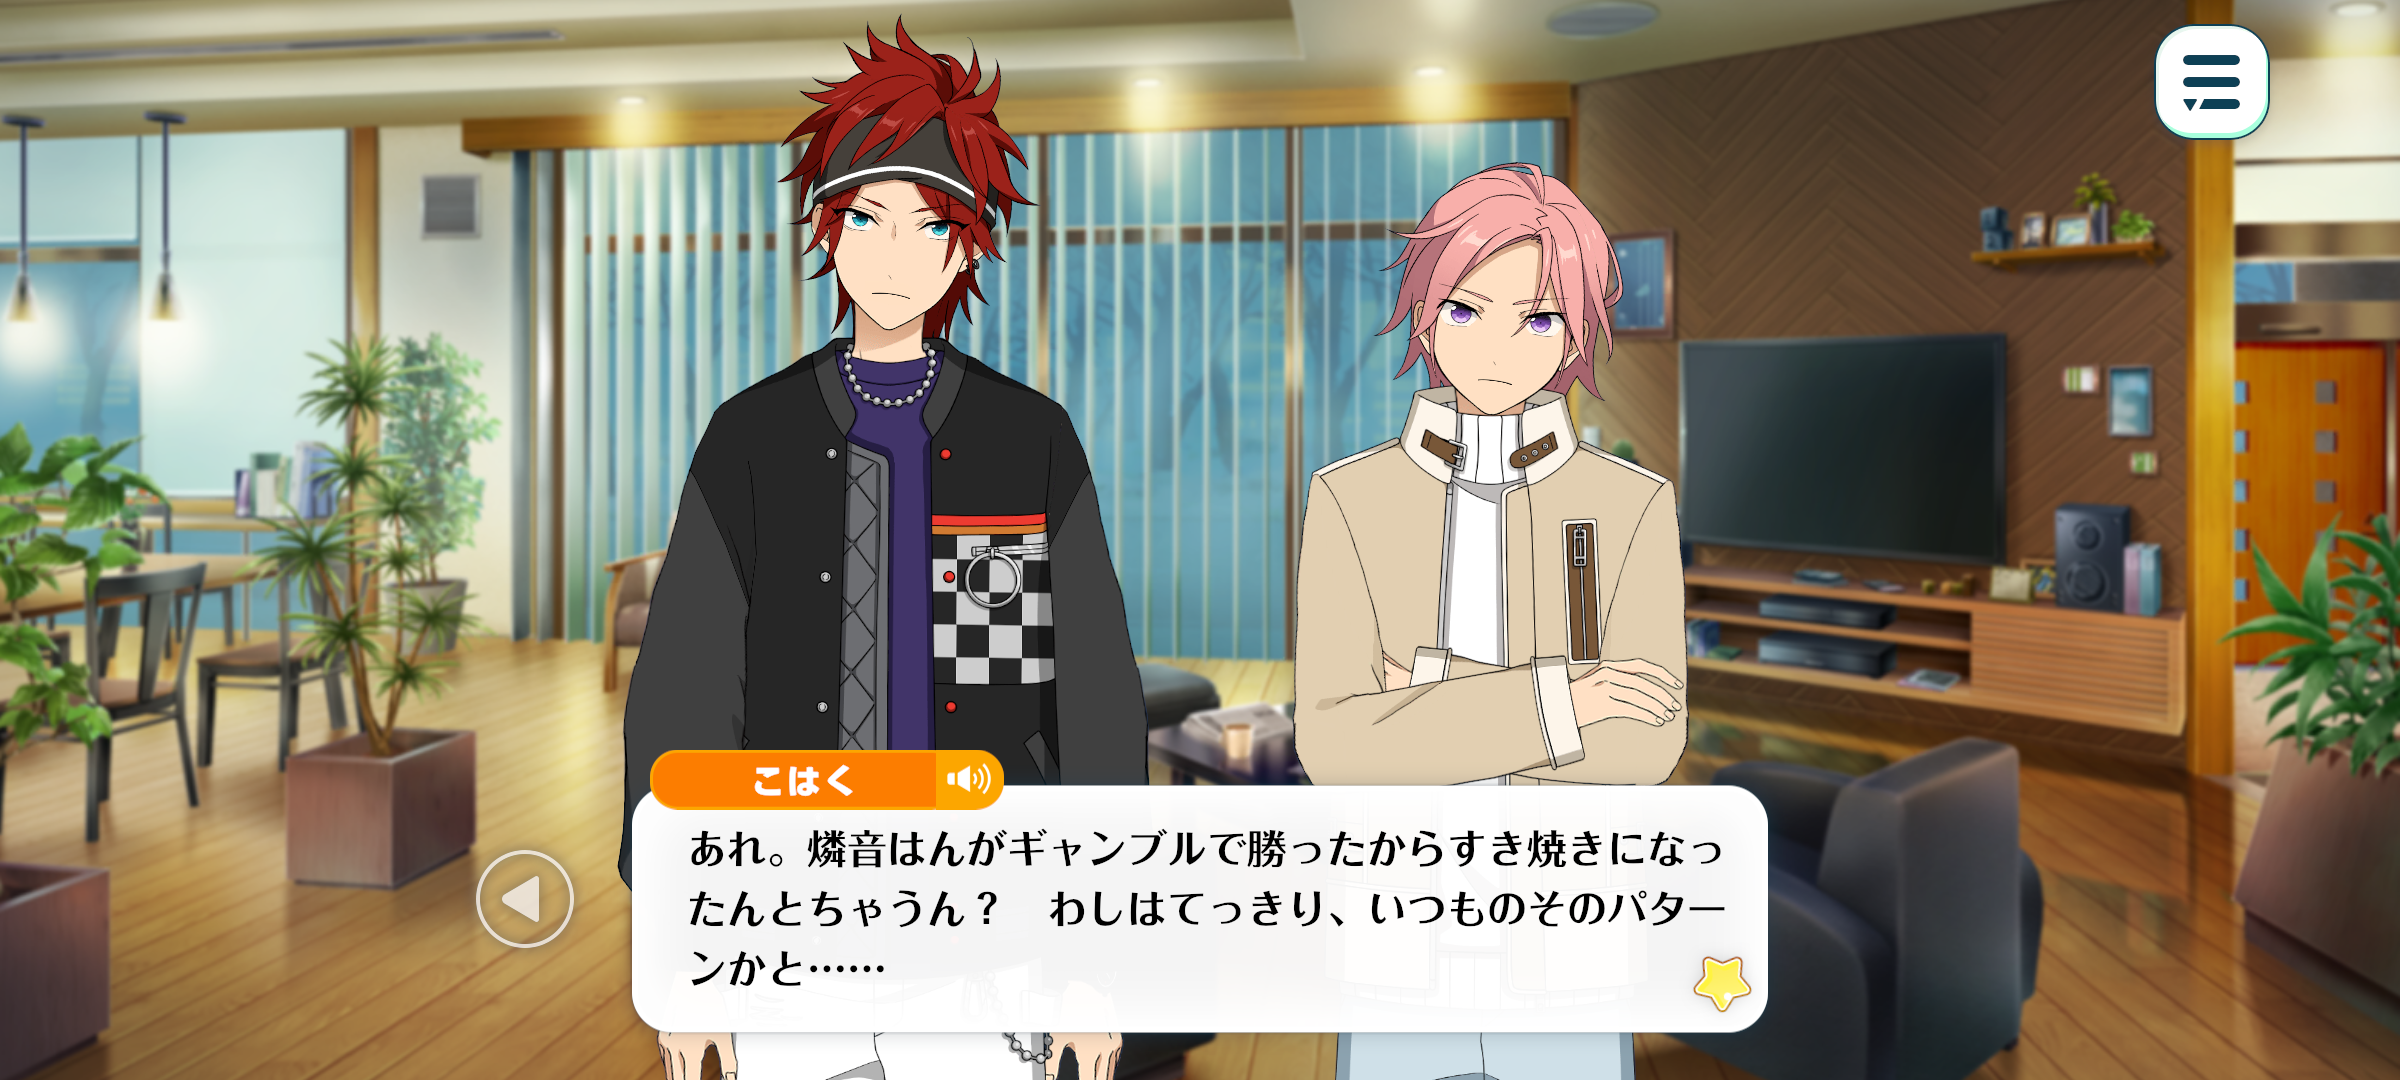 こはく
あれ。燐音はんがギャンブルで勝ったからすき焼きになっ
たんとちゃうん？　わしはてっきり、いつものそのパター
ンかと……